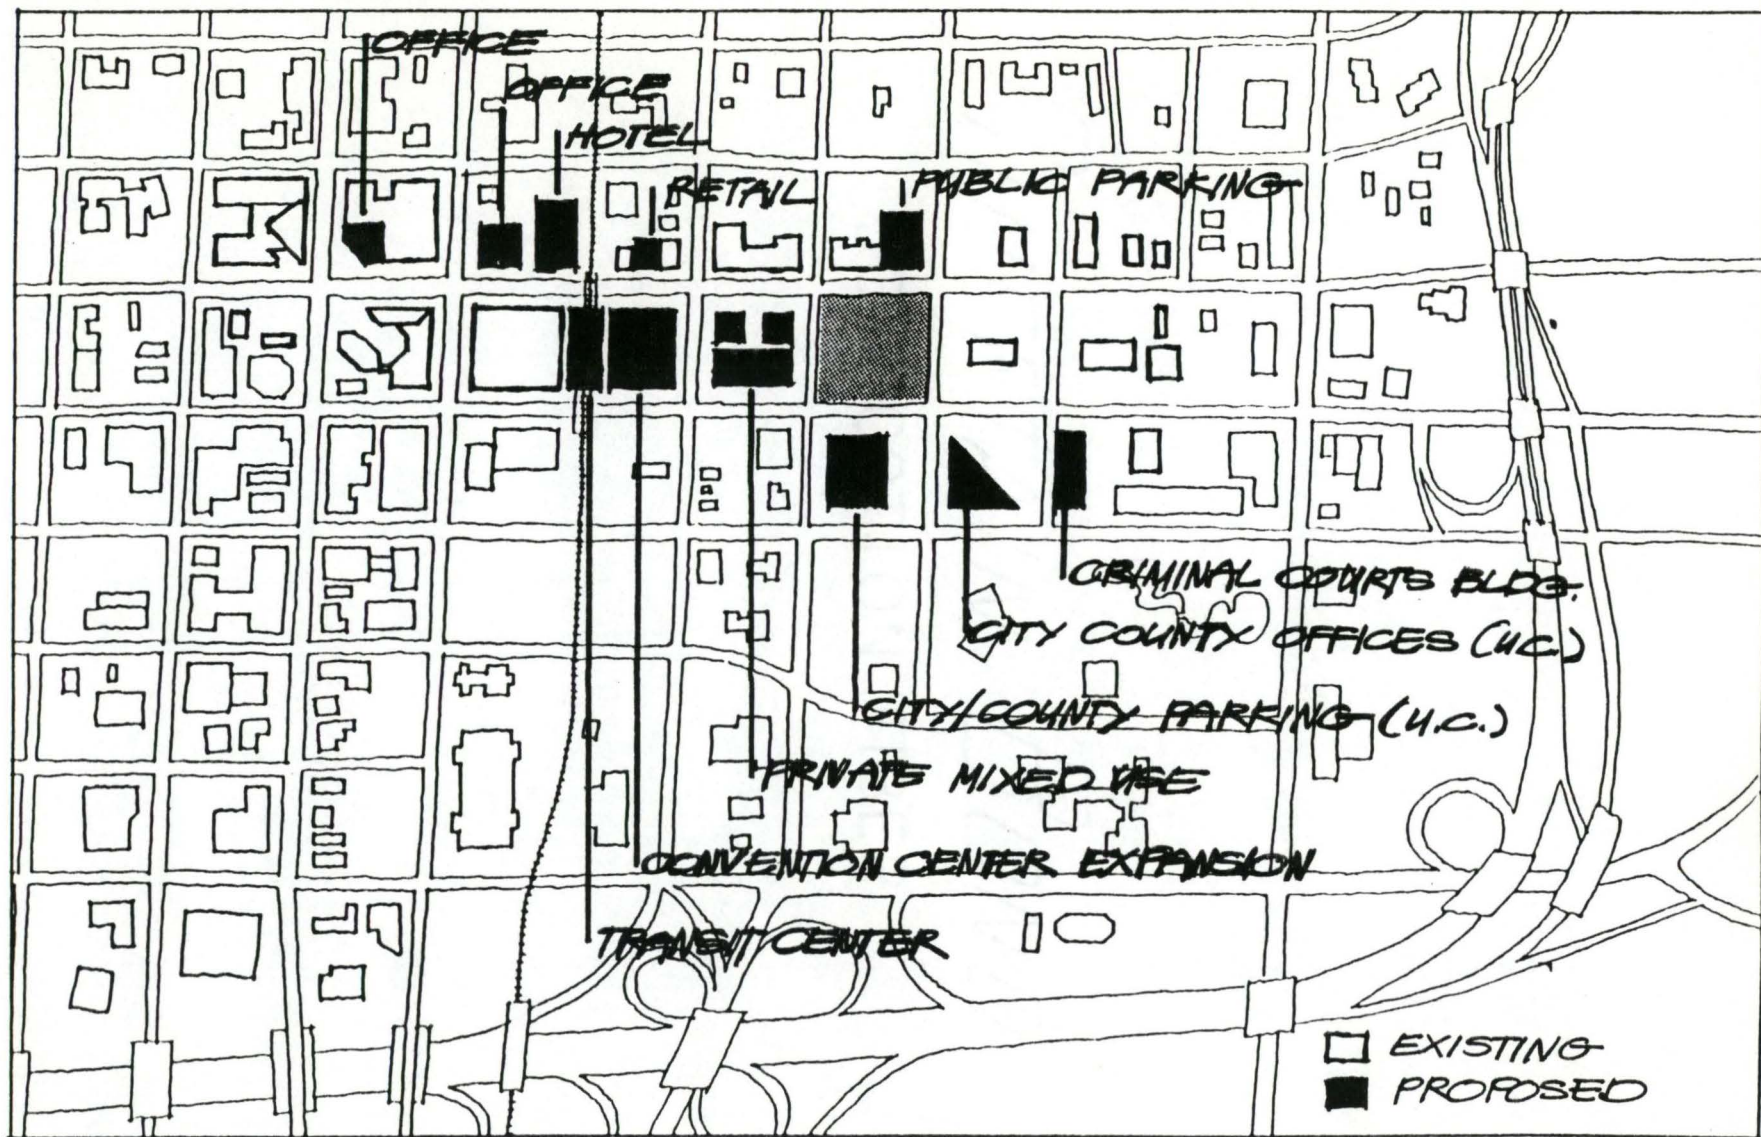 OFFICE
OFFICE
HOTEL
RETAIL
PUBLIC PARKING
CRIMINAL COURTS BLDG.
CITY COUNTY OFFICES (U.C.)
CITY/COUNTY PARKING (U.C.)
PRIVATE MIXED USE
CONVENTION CENTER EXPANSION
TRANSIT CENTER
EXISTING
PROPOSED